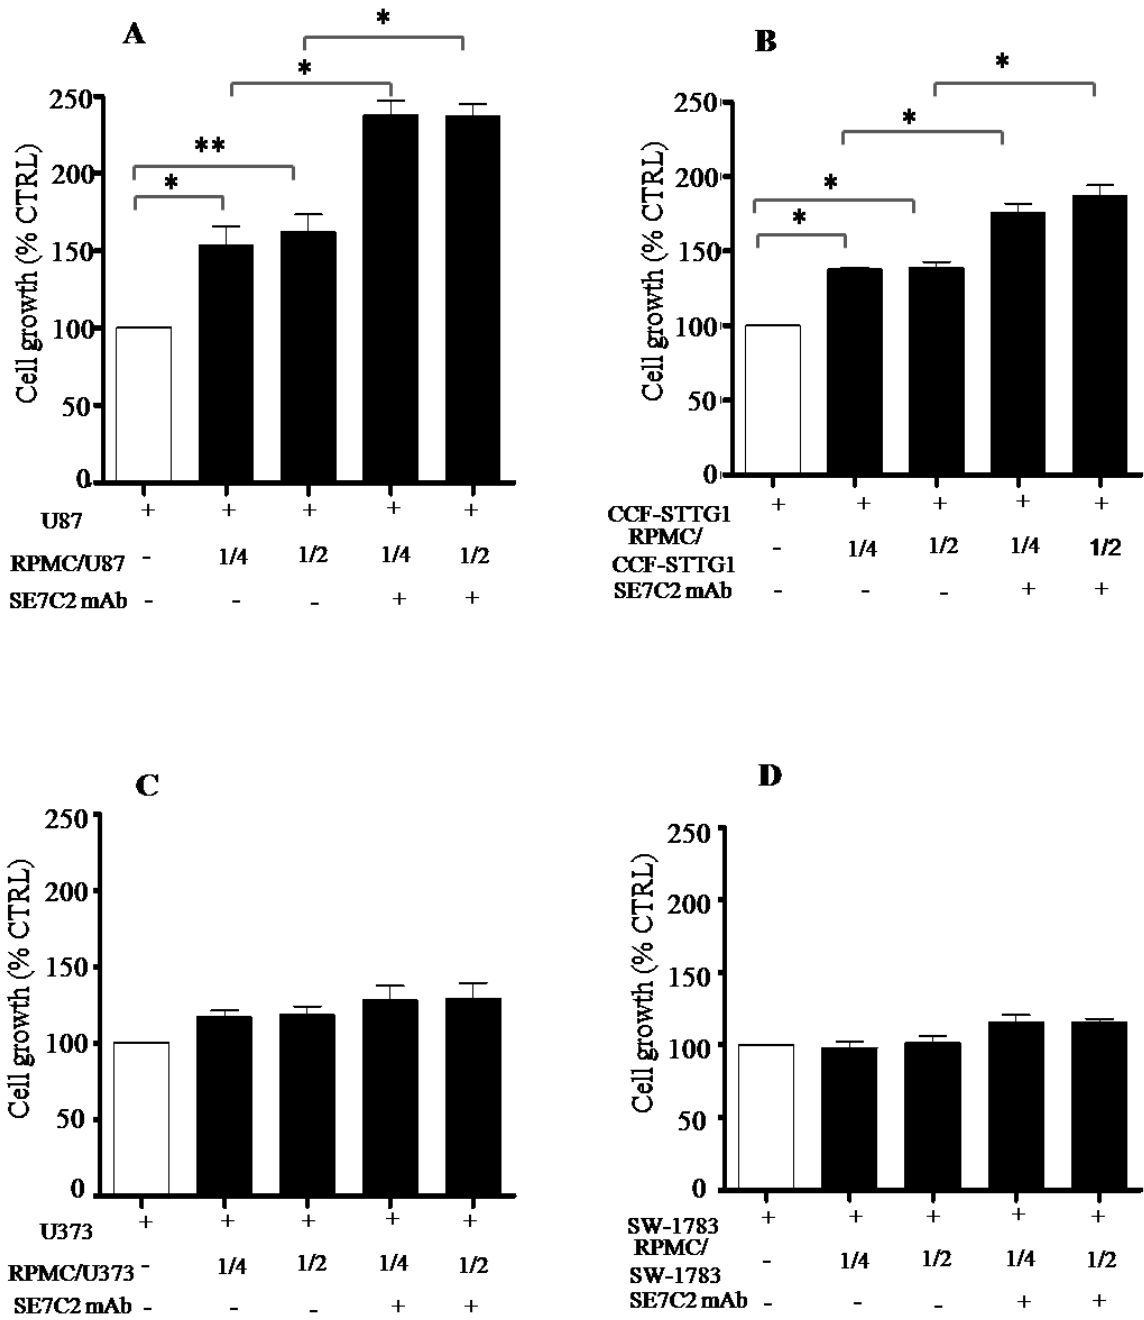 A
*
*
**
*
250
200
150
100
50
0
Cell growth (% CTRL)
U87 + + + + +
RPMC/U87 - 1/4 1/2 1/4 1/2
SE7C2 mAb - - - + +
B
*
*
*
*
250
200
150
100
50
0
Cell growth (% CTRL)
CCF-STTG1 + + + + +
RPMC/
CCF-STTG1 - 1/4 1/2 1/4 1/2
SE7C2 mAb - - - + +
C
250
200
150
100
50
0
Cell growth (% CTRL)
U373 + + + + +
RPMC/U373 - 1/4 1/2 1/4 1/2
SE7C2 mAb - - - + +
D
250
200
150
100
50
0
Cell growth (% CTRL)
SW-1783 + + + + +
RPMC/
SW-1783 - 1/4 1/2 1/4 1/2
SE7C2 mAb - - - + +